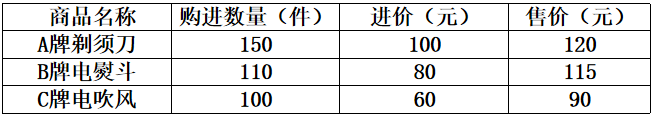 商品名称 购进数量（件） 进价（元） 售价（元）
A牌剃须刀 150 100 120
B牌电熨斗 110 80 115
C牌电吹风 100 60 90